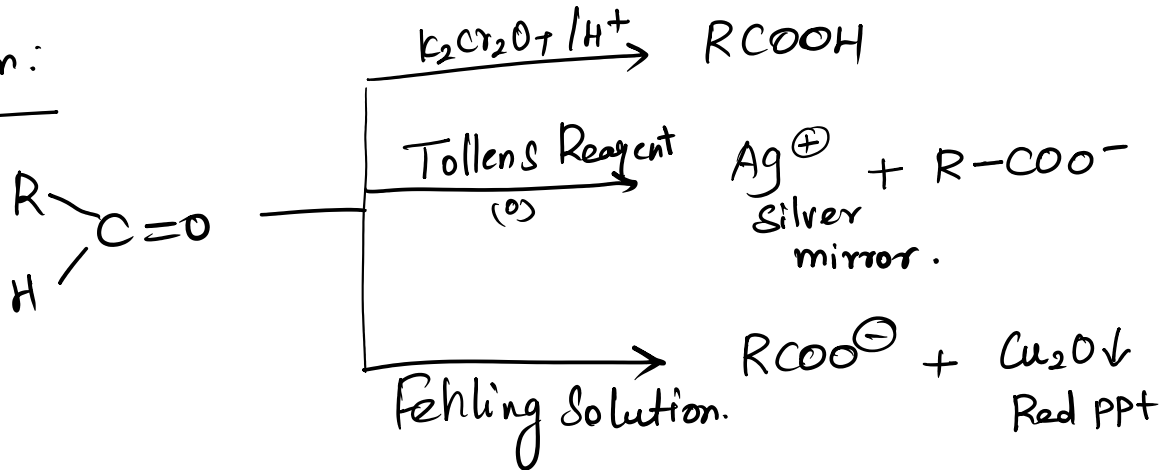 n:
K₂Cr₂O₇ /H⁺ RCOOH
Tollens Reagent Ag⊕ + R-COO⁻
(O) silver
mirror.
R
C=O
H
RCOO⊖ + Cu₂O↓
Fehling Solution. Red ppt